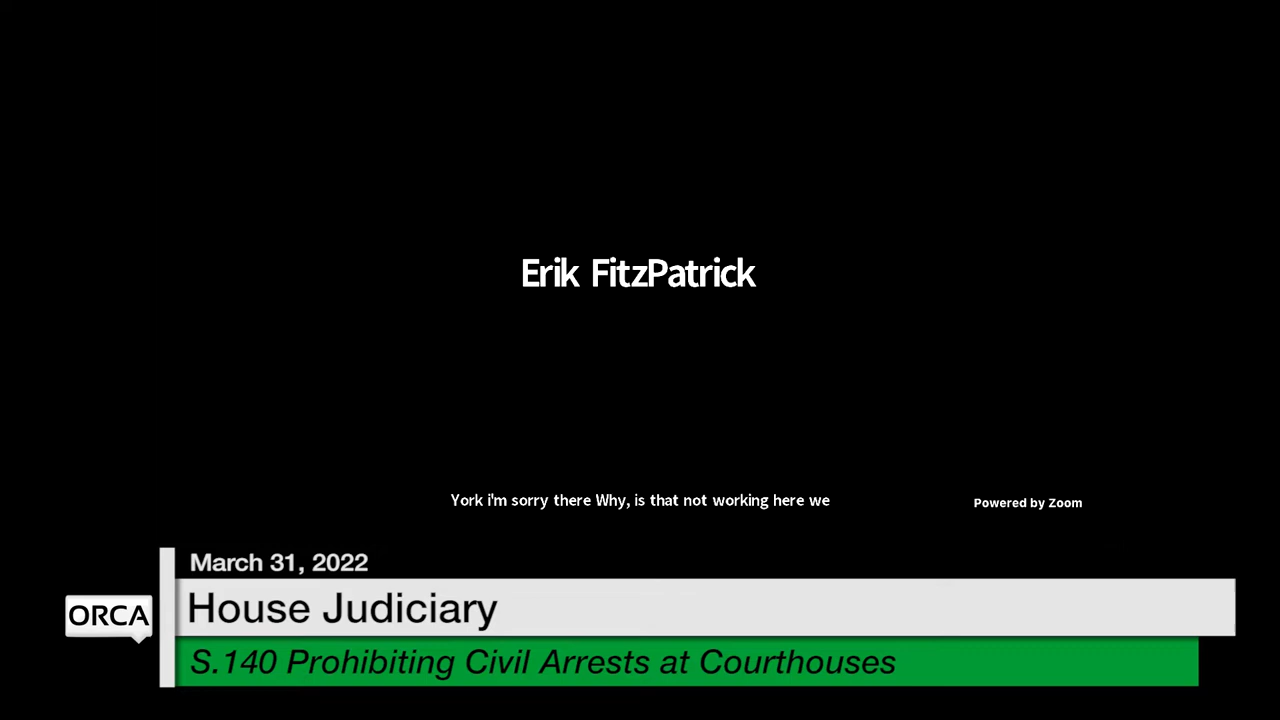 Erik FitzPatrick
York i'm sorry there Why, is that not working here we
Powered by Zoom
March 31, 2022
ORCA
House Judiciary
S.140 Prohibiting Civil Arrests at Courthouses